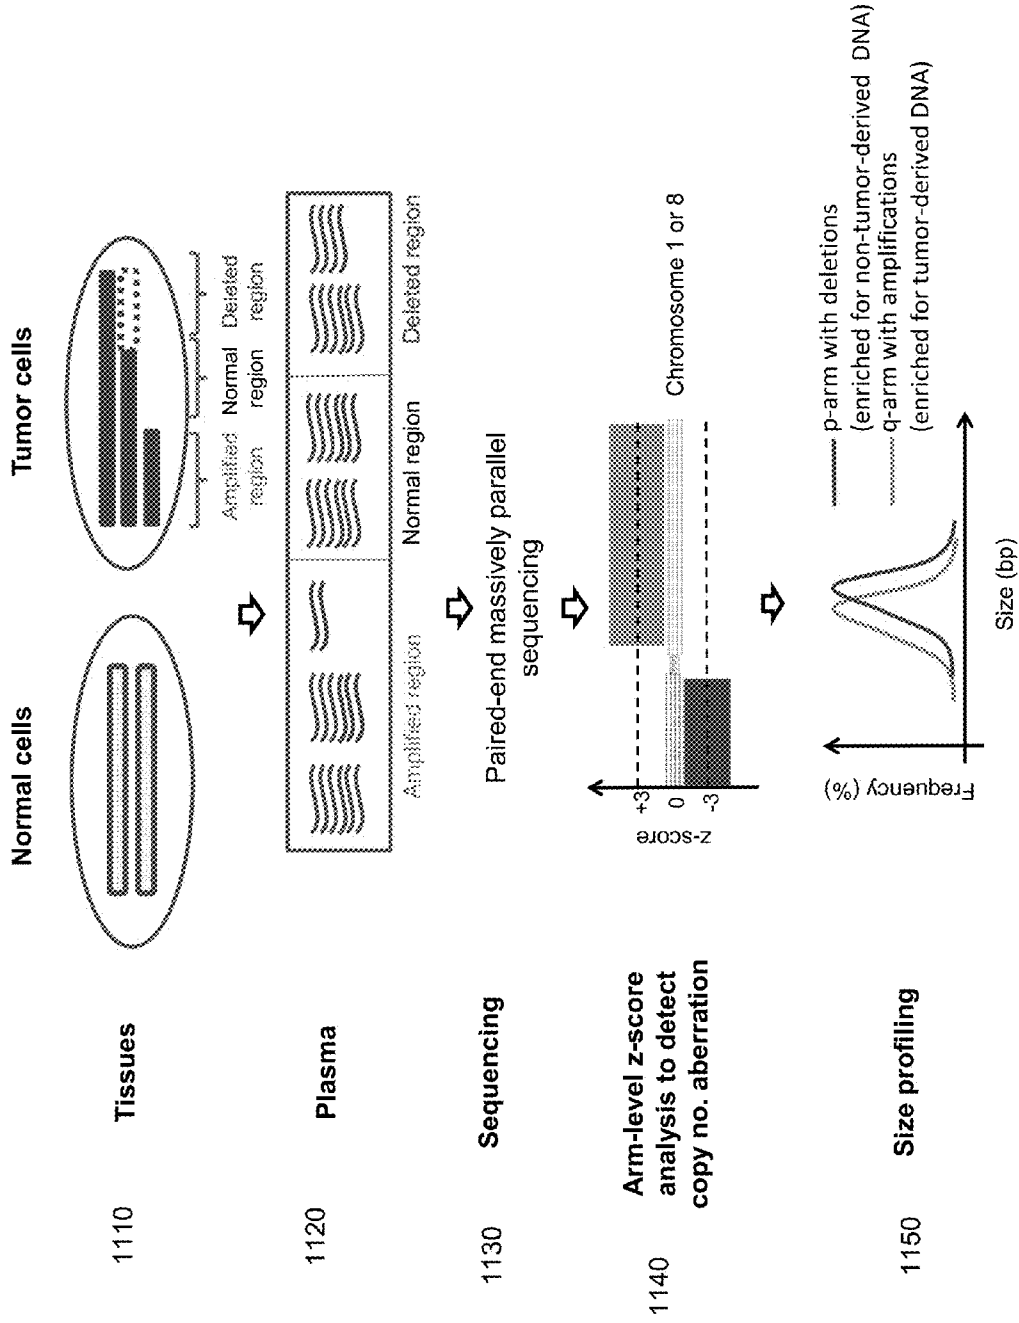 Normal cells
Tumor cells
1110
Tissues
Amplified
region
Normal
region
Deleted
region
1120
Plasma
Amplified region
Normal region
Deleted region
1130
Sequencing
Paired-end massively parallel
sequencing
1140
Arm-level z-score
analysis to detect
copy no. aberration
z-score
+3
0
-3
Chromosome 1 or 8
1150
Size profiling
Frequency (%)
Size (bp)
p-arm with deletions
(enriched for non-tumor-derived DNA)
q-arm with amplifications
(enriched for tumor-derived DNA)